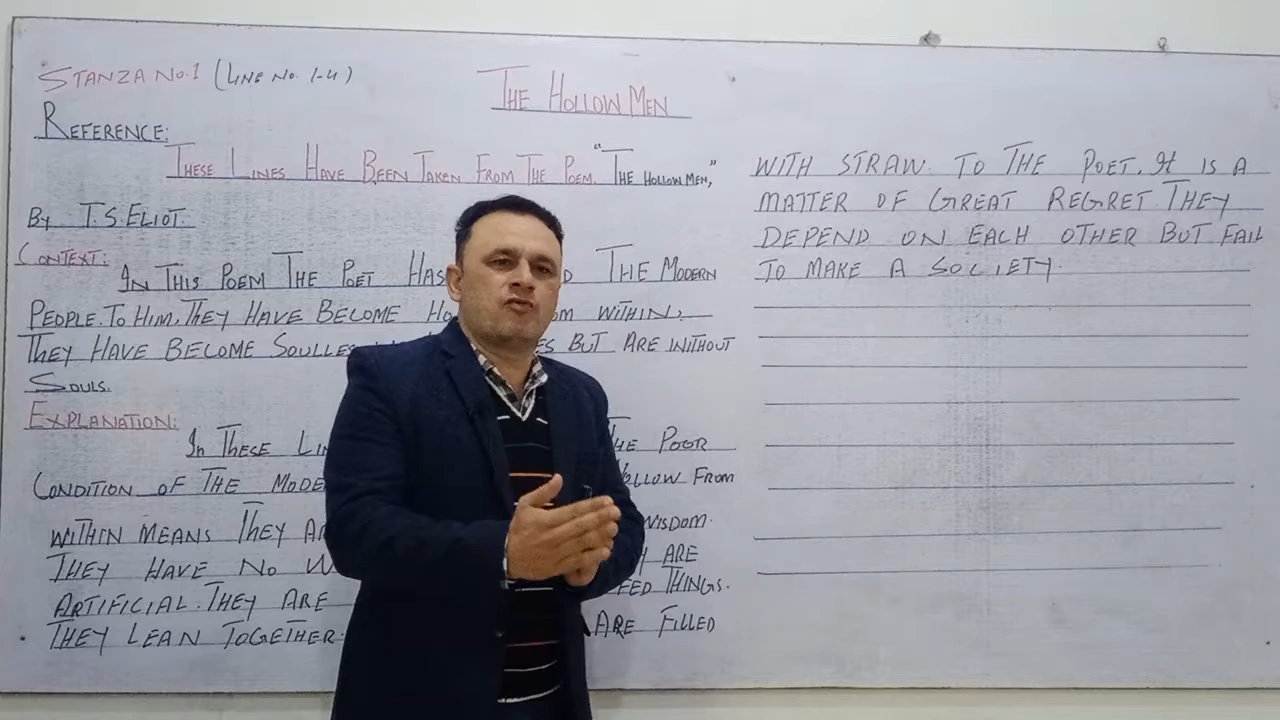 STANZA NO.1 (LINE NO. 1-4)
THE HOLLOW MEN
REFERENCE:
THESE LINES HAVE BEEN TAKEN FROM THE POEM. "THE HOLLOW MEN,"
BY T.S. ELIOT.
CONTEXT:
IN THIS POEM THE POET HAS THE MODERN
PEOPLE. TO HIM, THEY HAVE BECOME WITHIN,
THEY HAVE BECOME BUT ARE WITHOUT
SOULS.
EXPLANATION:
IN THESE THE POOR
CONDITION OF THE FROM
WITHIN MEANS THEY WISDOM.
THEY HAVE NO ARE
ARTIFICIAL. THEY ARE THINGS.
THEY LEAN TOGETHER. ARE FILLED
WITH STRAW. TO THE POET, It IS A
MATTER OF GREAT REGRET. THEY
DEPEND ON EACH OTHER BUT FAIL
TO MAKE A SOCIETY.